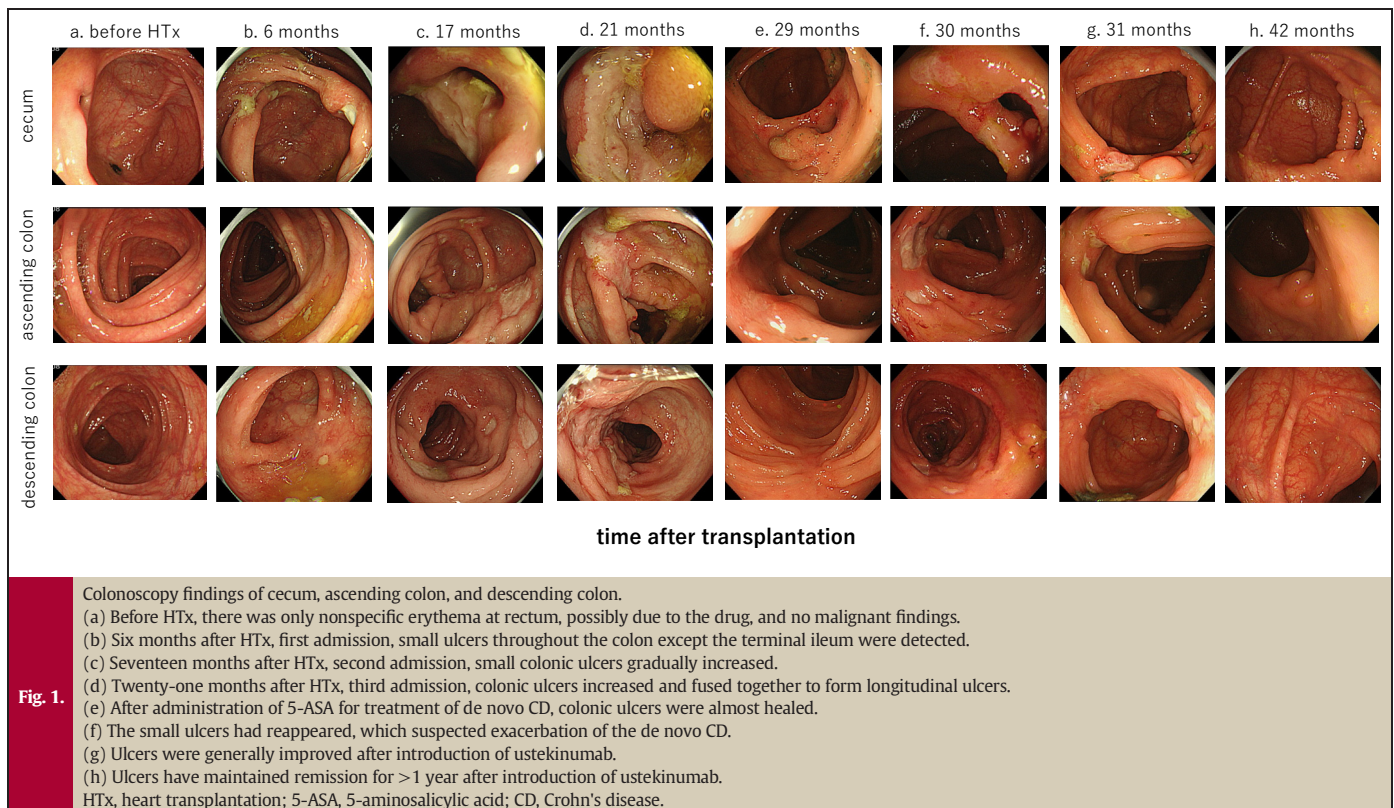 a. before HTx
b. 6 months
c. 17 months
d. 21 months
e. 29 months
f. 30 months
g. 31 months
h. 42 months
cecum
ascending colon
descending colon
time after transplantation
Fig. 1.
Colonoscopy findings of cecum, ascending colon, and descending colon.
(a) Before HTx, there was only nonspecific erythema at rectum, possibly due to the drug, and no malignant findings.
(b) Six months after HTx, first admission, small ulcers throughout the colon except the terminal ileum were detected.
(c) Seventeen months after HTx, second admission, small colonic ulcers gradually increased.
(d) Twenty-one months after HTx, third admission, colonic ulcers increased and fused together to form longitudinal ulcers.
(e) After administration of 5-ASA for treatment of de novo CD, colonic ulcers were almost healed.
(f) The small ulcers had reappeared, which suspected exacerbation of the de novo CD.
(g) Ulcers were generally improved after introduction of ustekinumab.
(h) Ulcers have maintained remission for >1 year after introduction of ustekinumab.
HTx, heart transplantation; 5-ASA, 5-aminosalicylic acid; CD, Crohn's disease.